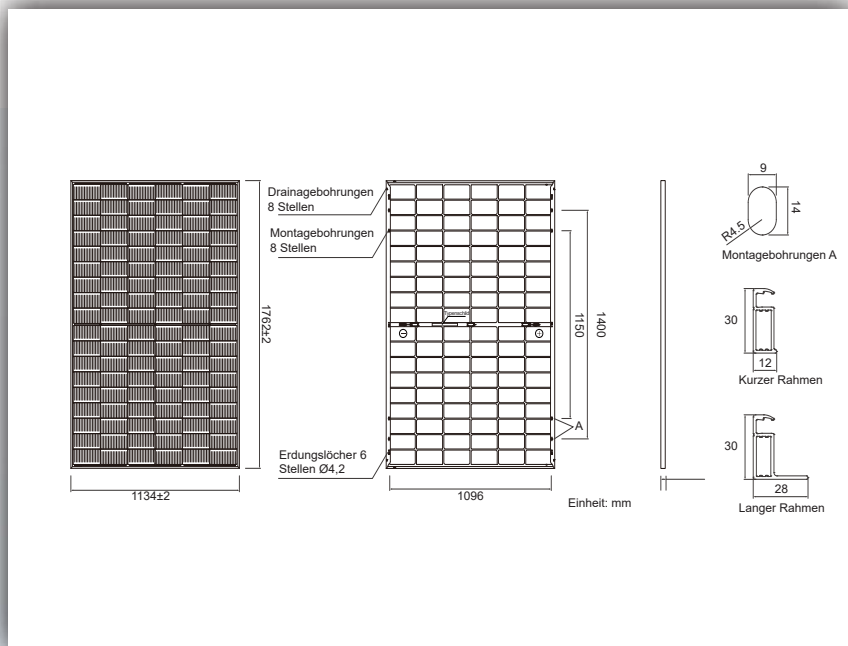 Drainagebohrungen
8 Stellen
Montagebohrungen
8 Stellen
Erdungslöcher 6
Stellen Ø4,2
1762±2
1134±2
Typenschild
1150
1400
A
1096
Einheit: mm
9
14
R4.5
Montagebohrungen A
30
12
Kurzer Rahmen
30
28
Langer Rahmen